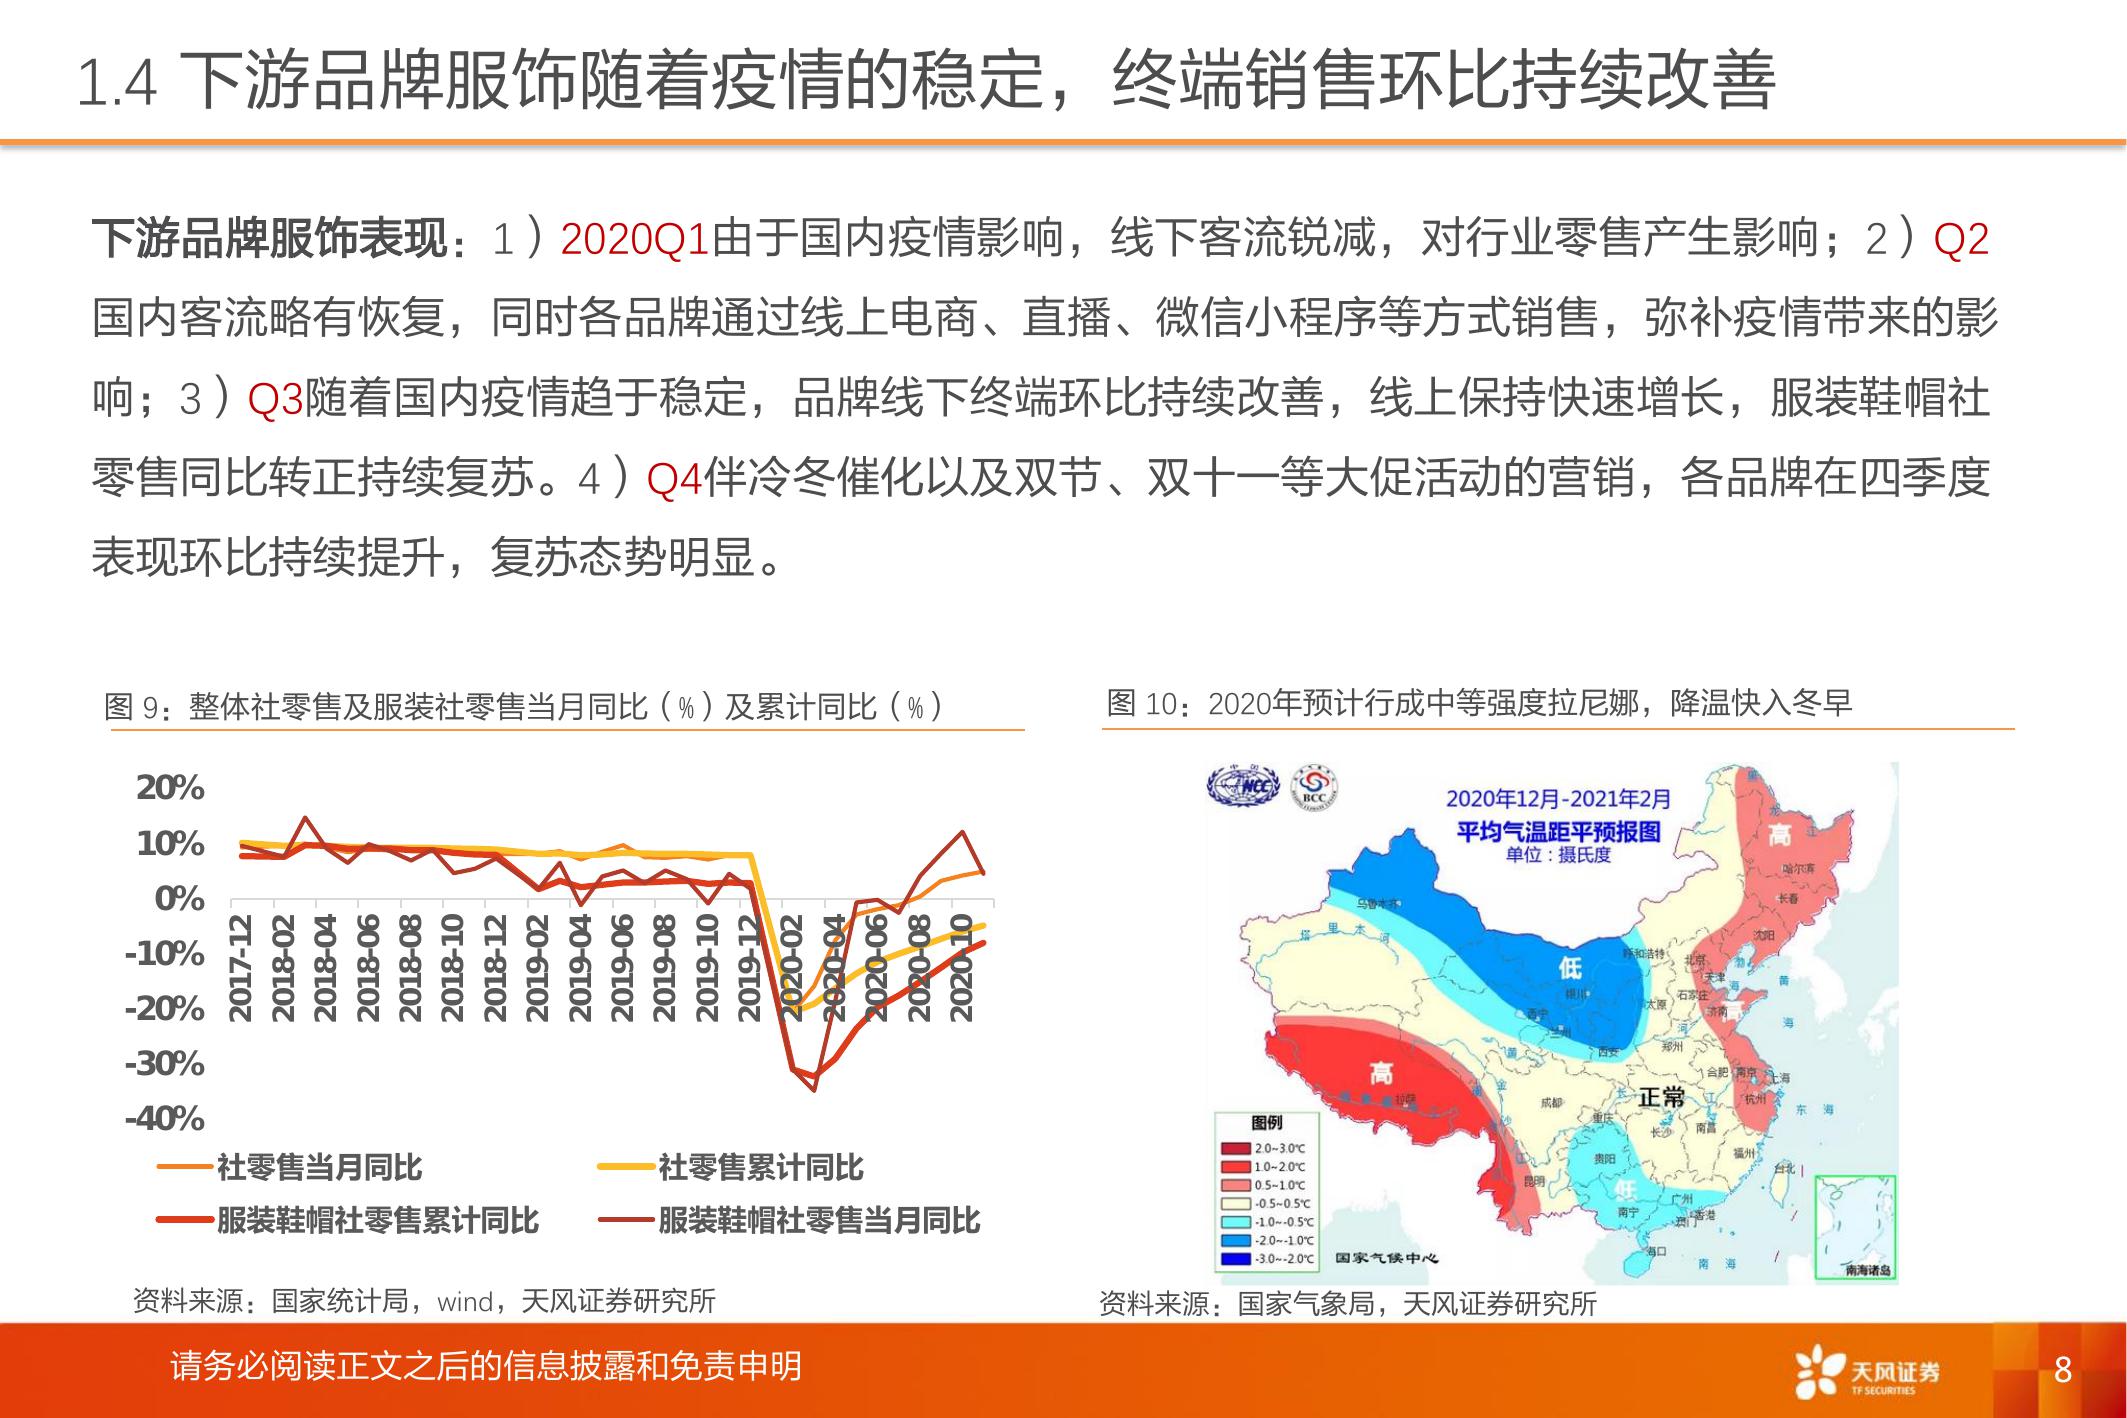 1.4 下游品牌服饰随着疫情的稳定，终端销售环比持续改善
下游品牌服饰表现：1）2020Q1由于国内疫情影响，线下客流锐减，对行业零售产生影响；2）Q2
国内客流略有恢复，同时各品牌通过线上电商、直播、微信小程序等方式销售，弥补疫情带来的影
响；3）Q3随着国内疫情趋于稳定，品牌线下终端环比持续改善，线上保持快速增长，服装鞋帽社
零售同比转正持续复苏。4）Q4伴冷冬催化以及双节、双十一等大促活动的营销，各品牌在四季度
表现环比持续提升，复苏态势明显。
图 9：整体社零售及服装社零售当月同比（%）及累计同比（%）
20%
10%
0%
-10%
-20%
-30%
-40%
2017-12
2018-02
2018-04
2018-06
2018-08
2018-10
2018-12
2019-02
2019-04
2019-06
2019-08
2019-10
2019-12
2020-02
2020-04
2020-06
2020-08
2020-10
社零售当月同比
社零售累计同比
服装鞋帽社零售累计同比
服装鞋帽社零售当月同比
资料来源：国家统计局，wind，天风证券研究所
图 10：2020年预计行成中等强度拉尼娜，降温快入冬早
NCC
BCC
2020年12月-2021年2月
平均气温距平预报图
单位：摄氏度
黑
龙
江
高
哈尔滨
长春
沈阳
乌鲁木齐
塔 里 木 河
呼和浩特
北京
天津
渤
海
黄
海
低
银川
太原
石家庄
济南
西宁
兰州
黄
河
西安
郑州
高
拉萨
金
沙
江
成都
重庆
长
江
正常
合肥
南京
上海
杭州
东 海
长沙
南昌
贵阳
福州
台北
昆明
低
南宁
广州
香港
澳门
海口
南 海
南海诸岛
图例
2.0~3.0℃
1.0~2.0℃
0.5~1.0℃
-0.5~0.5℃
-1.0~-0.5℃
-2.0~-1.0℃
-3.0~-2.0℃
国家气候中心
资料来源：国家气象局，天风证券研究所
请务必阅读正文之后的信息披露和免责申明
天风证券
TF SECURITIES
8